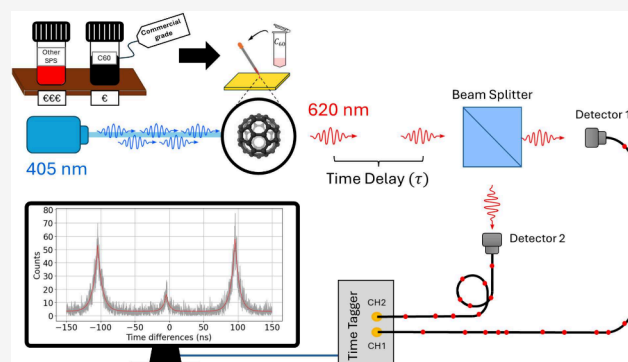 Commercial
grade
Other
SPS
C60
€€€
€
C₆₀
405 nm
620 nm
Time Delay (τ)
Beam Splitter
Detector 1
Detector 2
80
70
60
50
40
30
20
10
0
Counts
−150 −100 −50 0 50 100 150
Time differences (ns)
Time Tagger
CH2
CH1